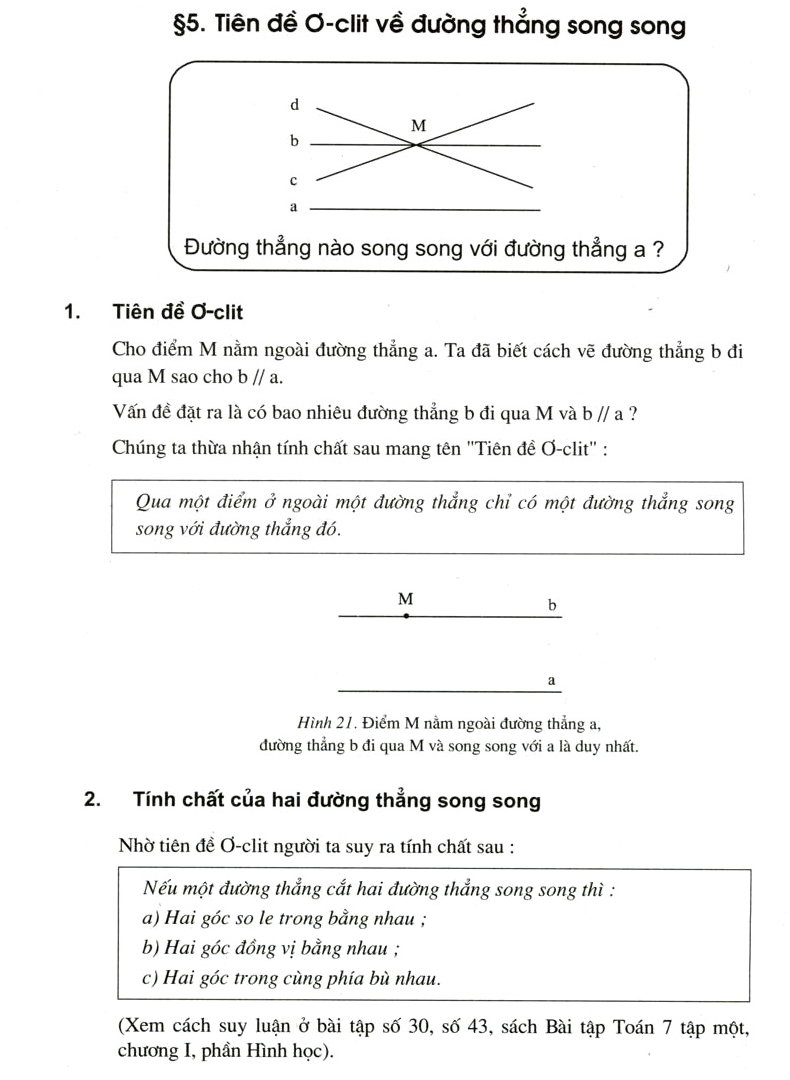 §5. Tiên đề Ơ-clit về đường thẳng song song
d
M
b
c
a
Đường thẳng nào song song với đường thẳng a ?
1. Tiên đề Ơ-clit
Cho điểm M nằm ngoài đường thẳng a. Ta đã biết cách vẽ đường thẳng b đi
qua M sao cho b // a.
Vấn đề đặt ra là có bao nhiêu đường thẳng b đi qua M và b // a ?
Chúng ta thừa nhận tính chất sau mang tên "Tiên đề Ơ-clit" :
Qua một điểm ở ngoài một đường thẳng chỉ có một đường thẳng song
song với đường thẳng đó.
M
b
a
Hình 21. Điểm M nằm ngoài đường thẳng a,
đường thẳng b đi qua M và song song với a là duy nhất.
2. Tính chất của hai đường thẳng song song
Nhờ tiên đề Ơ-clit người ta suy ra tính chất sau :
Nếu một đường thẳng cắt hai đường thẳng song song thì :
a) Hai góc so le trong bằng nhau ;
b) Hai góc đồng vị bằng nhau ;
c) Hai góc trong cùng phía bù nhau.
(Xem cách suy luận ở bài tập số 30, số 43, sách Bài tập Toán 7 tập một,
chương I, phần Hình học).